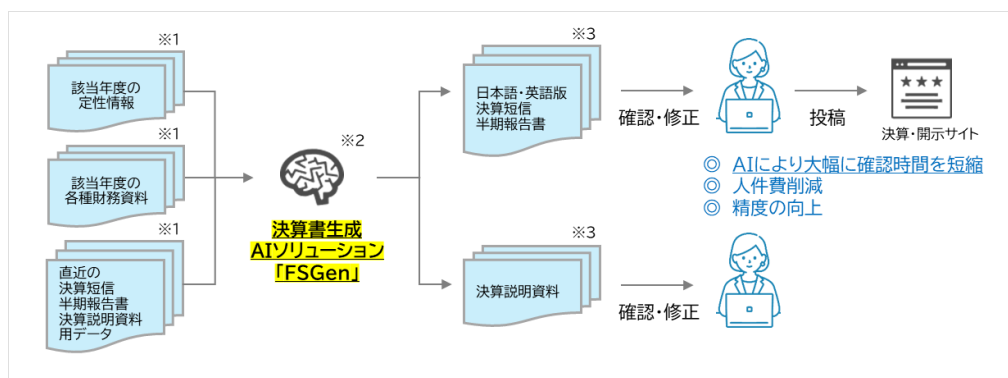 ※1
該当年度の
定性情報
※1
該当年度の
各種財務資料
※1
直近の
決算短信
半期報告書
決算説明資料
用データ
※2
決算書生成
AIソリューション
「FSGen」
※3
日本語・英語版
決算短信
半期報告書
確認・修正
投稿
決算・開示サイト
◎ AIにより大幅に確認時間を短縮
◎ 人件費削減
◎ 精度の向上
※3
決算説明資料
確認・修正